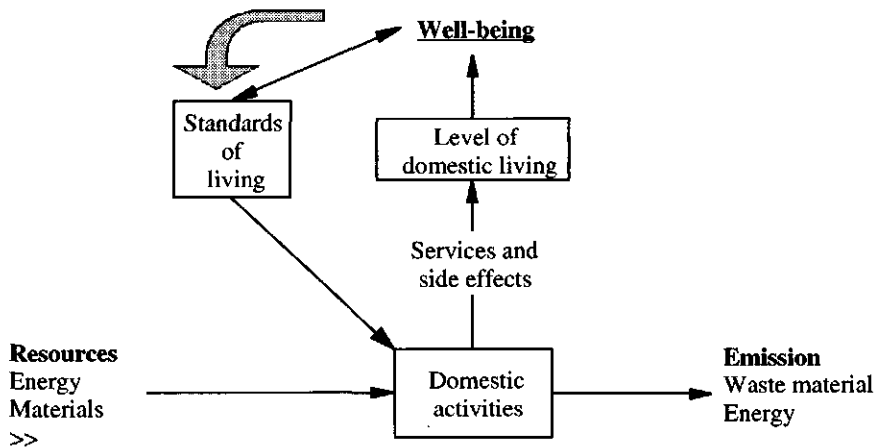 Well-being
Standards
of
living
Level of
domestic living
Services and
side effects
Resources
Energy
Materials
>>
Domestic
activities
Emission
Waste material
Energy